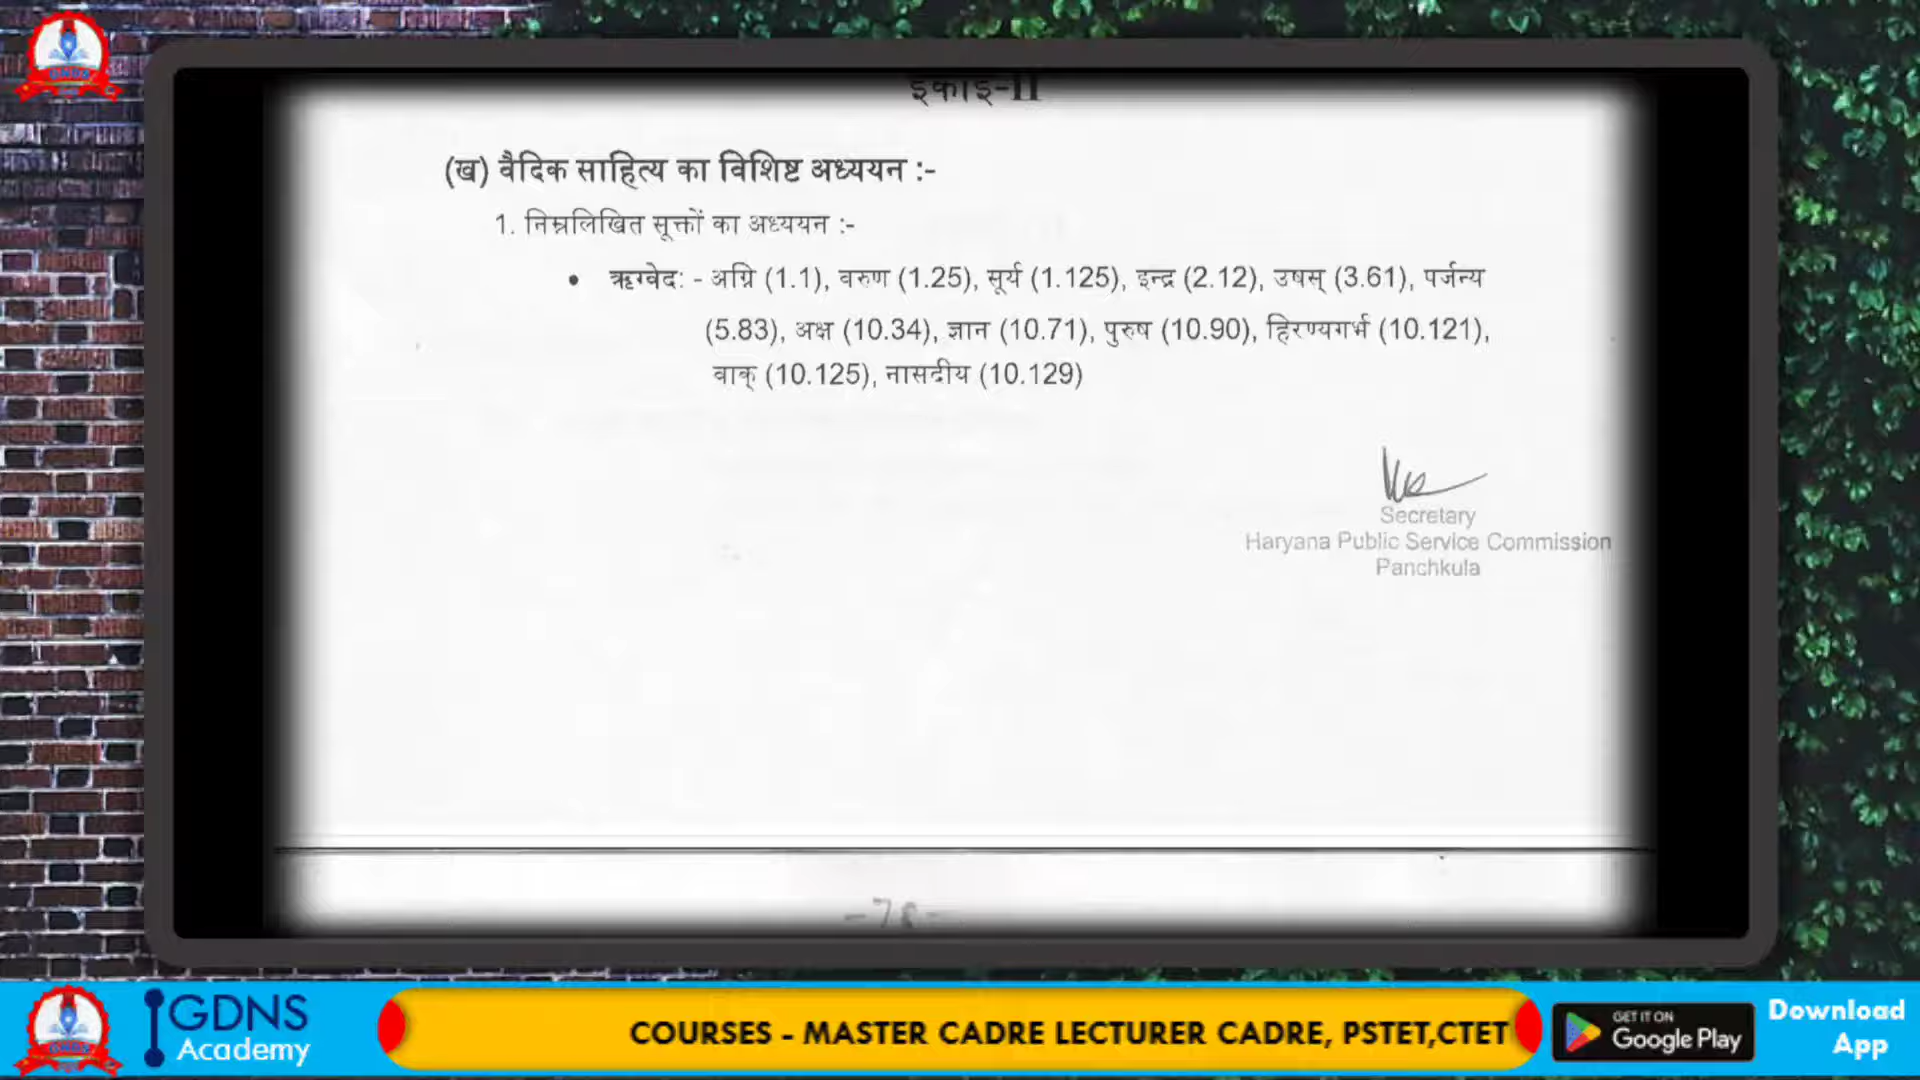 इकाइ-II
(ख) वैदिक साहित्य का विशिष्ट अध्ययन :-
1. निम्नलिखित सूक्तों का अध्ययन :-
• ऋग्वेद: - अग्नि (1.1), वरुण (1.25), सूर्य (1.125), इन्द्र (2.12), उषस् (3.61), पर्जन्य
(5.83), अक्ष (10.34), ज्ञान (10.71), पुरुष (10.90), हिरण्यगर्भ (10.121),
वाक् (10.125), नासदीय (10.129)
Secretary
Haryana Public Service Commission
Panchkula
GDNS
Academy
COURSES - MASTER CADRE LECTURER CADRE, PSTET,CTET
GET IT ON
Google Play
Download
App